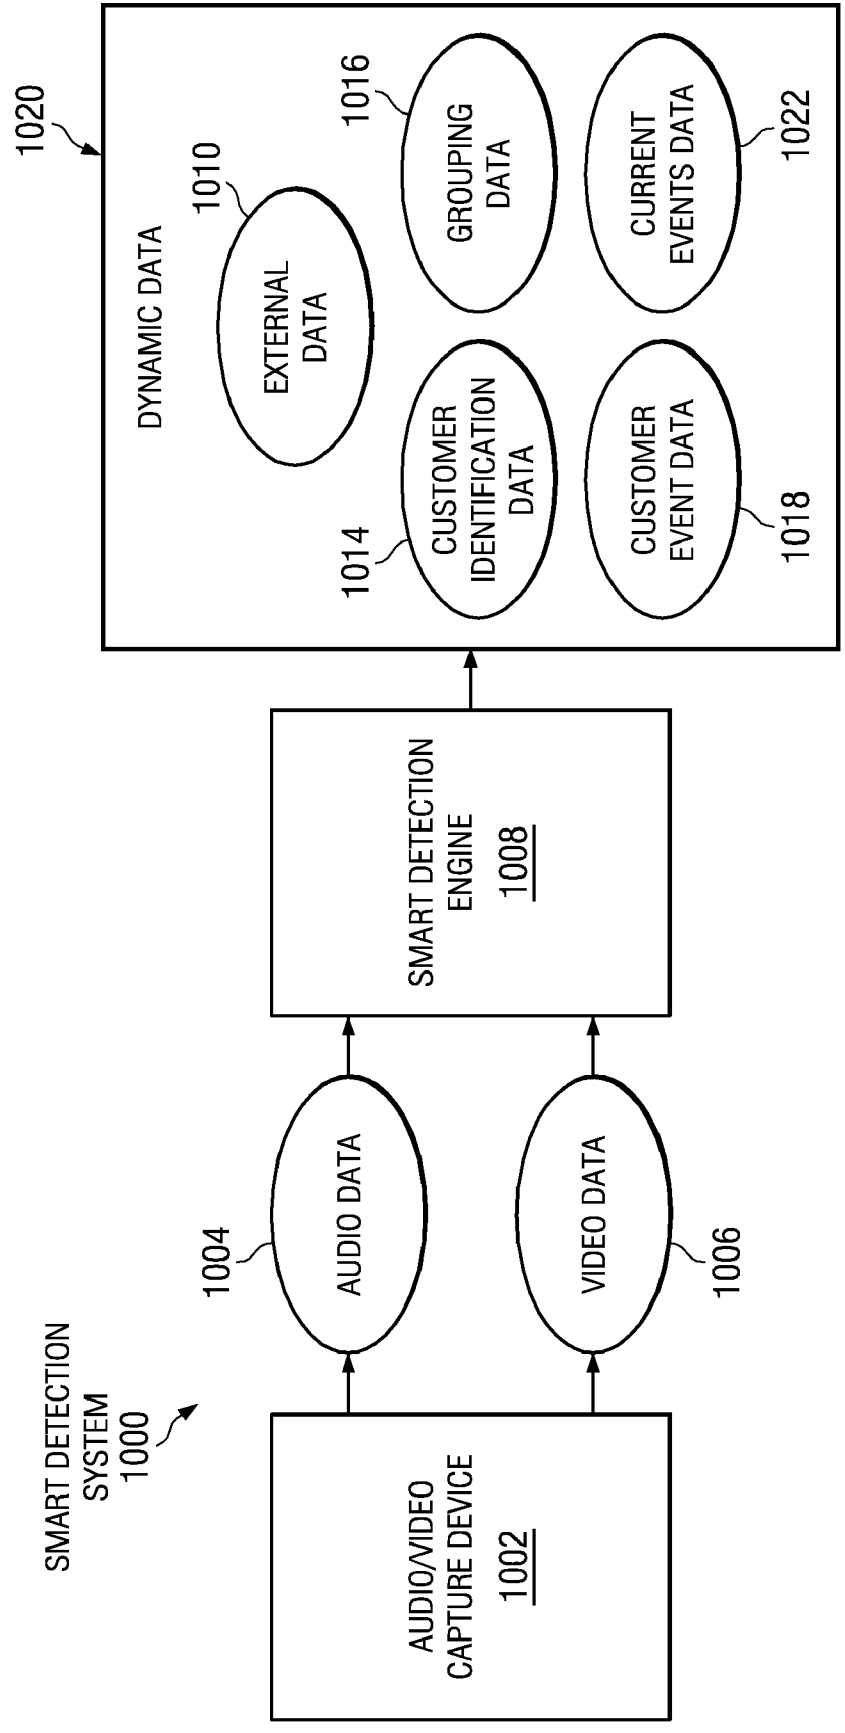 SMART DETECTION
SYSTEM
1000
AUDIO/VIDEO
CAPTURE DEVICE
1002
1004
AUDIO DATA
VIDEO DATA
1006
SMART DETECTION
ENGINE
1008
1020
DYNAMIC DATA
1010
EXTERNAL
DATA
1014
CUSTOMER
IDENTIFICATION
DATA
1016
GROUPING
DATA
CUSTOMER
EVENT DATA
1018
CURRENT
EVENTS DATA
1022